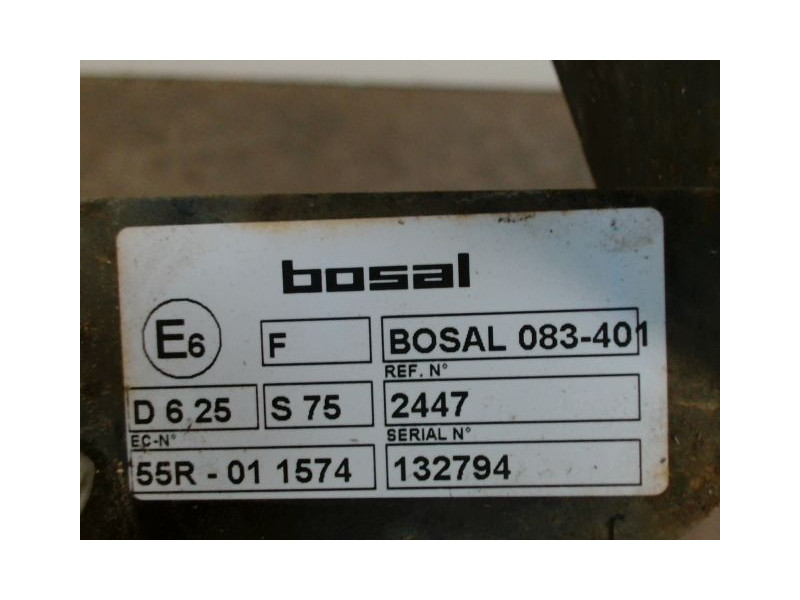 bosal
E6 F BOSAL 083-401
REF. N°
D 6 25 S 75 2447
EC-N° SERIAL N°
55R - 01 1574 132794